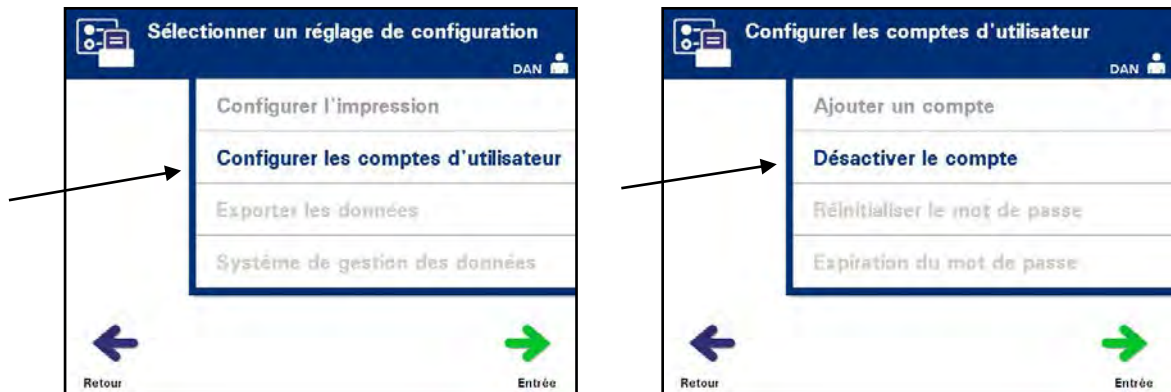 Sélectionner un réglage de configuration
DAN
Configurer l'impression
Configurer les comptes d'utilisateur
Exporter les données
Système de gestion des données
Retour
Entrée
Configurer les comptes d'utilisateur
DAN
Ajouter un compte
Désactiver le compte
Réinitialiser le mot de passe
Expiration du mot de passe
Retour
Entrée